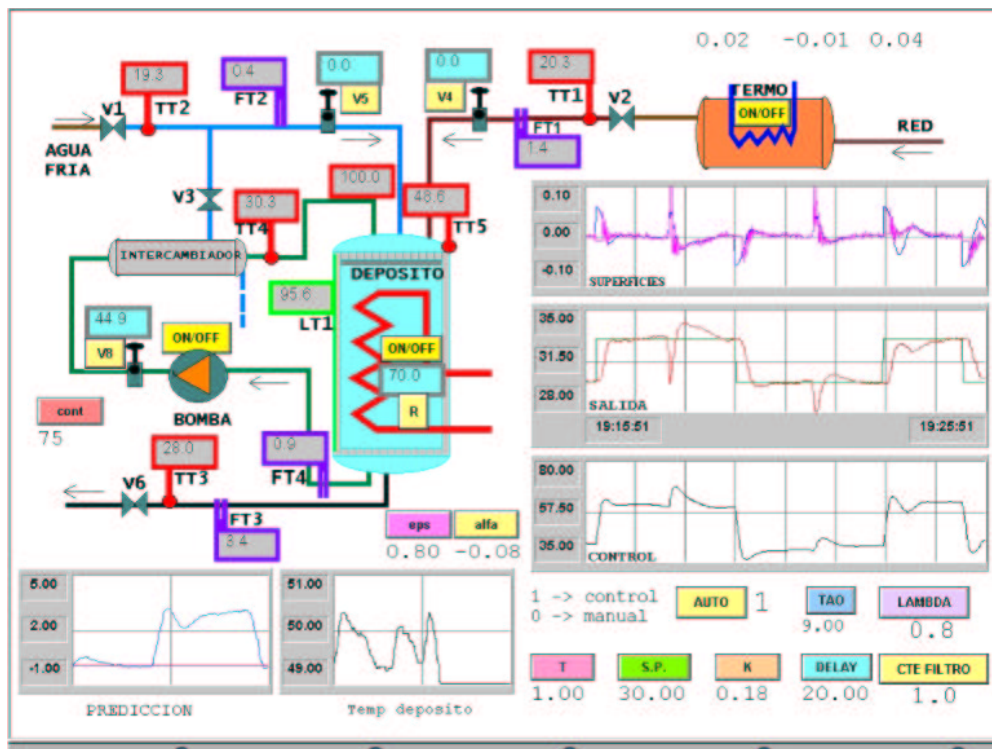 0.02 -0.01 0.04
19.3
TT2
0.4
FT2
0.0
V5
0.0
V4
20.3
TT1
v2
TERMO
ON/OFF
RED
v1
AGUA
FRIA
FT1
1.4
v3
30.3
TT4
100.0
48.6
TT5
INTERCAMBIADOR
DEPOSITO
95.6
LT1
ON/OFF
70.0
R
44.9
V8
ON/OFF
BOMBA
cont
75
28.0
TT3
0.9
FT4
v6
FT3
3.4
eps
alfa
0.80 -0.08
0.10
0.00
-0.10
SUPERFICIES
35.00
31.50
28.00
SALIDA
19:15:51
19:25:51
80.00
57.50
35.00
CONTROL
5.00
2.00
-1.00
PREDICCION
51.00
50.00
49.00
Temp deposito
1 -> control
0 -> manual
AUTO
1
TAO
9.00
LAMBDA
0.8
T
1.00
S.P.
30.00
K
0.18
DELAY
20.00
CTE FILTRO
1.0